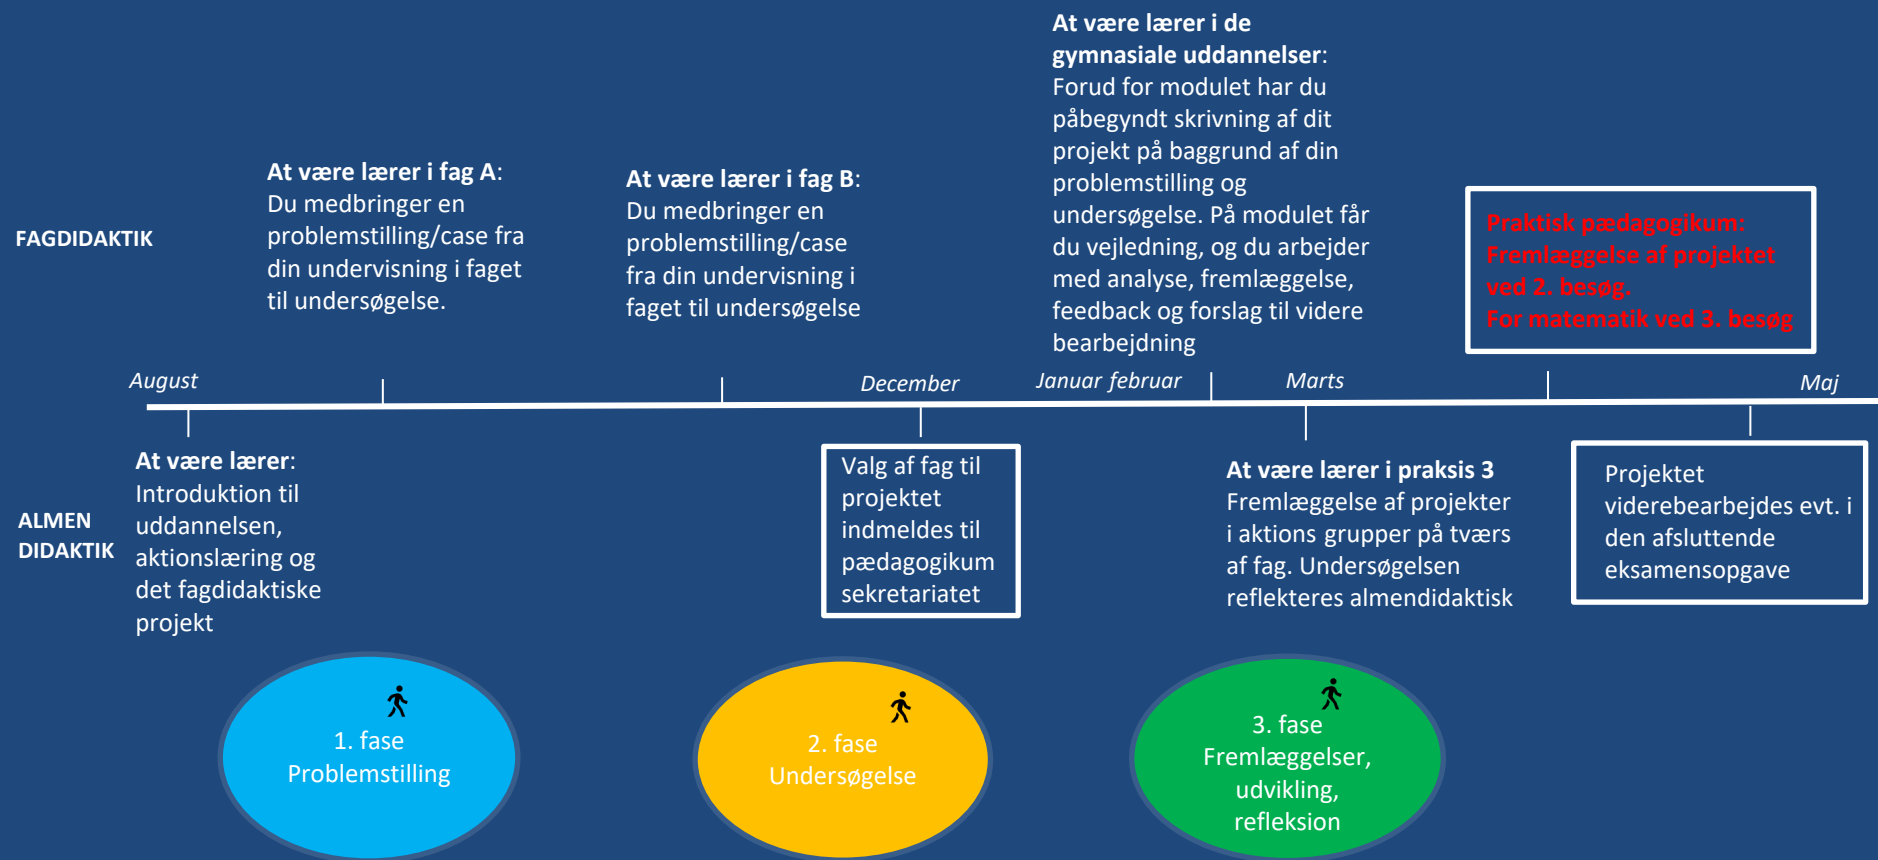 FAGDIDAKTIK
At være lærer i fag A:
Du medbringer en
problemstilling/case fra
din undervisning i faget
til undersøgelse.
At være lærer i fag B:
Du medbringer en
problemstilling/case
fra din undervisning i
faget til undersøgelse
At være lærer i de
gymnasiale uddannelser:
Forud for modulet har du
påbegyndt skrivning af dit
projekt på baggrund af din
problemstilling og
undersøgelse. På modulet får
du vejledning, og du arbejder
med analyse, fremlæggelse,
feedback og forslag til videre
bearbejdning
Praktisk pædagogikum:
Fremlæggelse af projektet
ved 2. besøg.
For matematik ved 3. besøg
August
December
Januar februar
Marts
Maj
ALMEN
DIDAKTIK
At være lærer:
Introduktion til
uddannelsen,
aktionslæring og
det fagdidaktiske
projekt
Valg af fag til
projektet
indmeldes til
pædagogikum
sekretariatet
At være lærer i praksis 3
Fremlæggelse af projekter
i aktions grupper på tværs
af fag. Undersøgelsen
reflekteres almendidaktisk
Projektet
viderebearbejdes evt. i
den afsluttende
eksamensopgave
1. fase
Problemstilling
2. fase
Undersøgelse
3. fase
Fremlæggelser,
udvikling,
refleksion